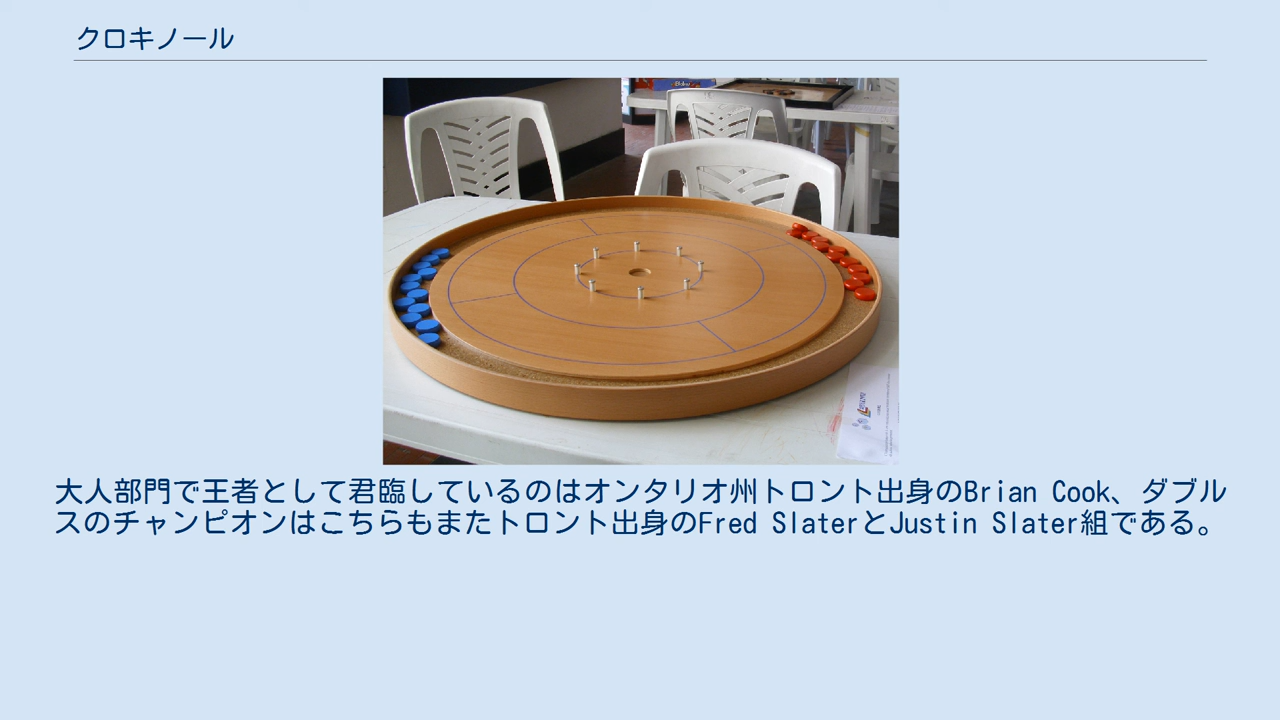 クロキノール
大人部門で王者として君臨しているのはオンタリオ州トロント出身のBrian Cook、ダブル
スのチャンピオンはこちらもまたトロント出身のFred SlaterとJustin Slater組である。